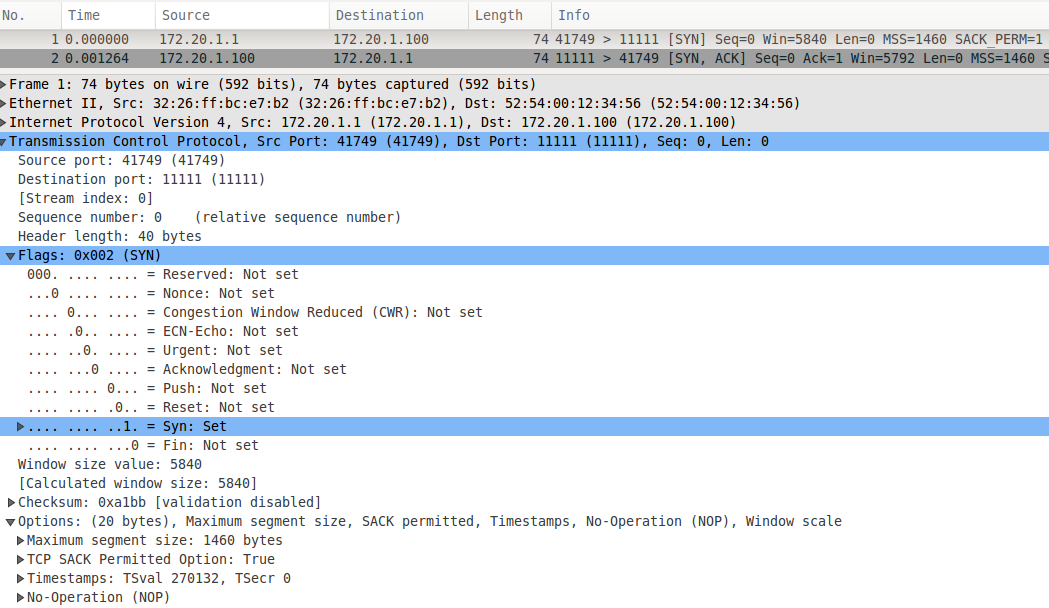 No. Time Source Destination Length Info
1 0.000000 172.20.1.1 172.20.1.100 74 41749 > 11111 [SYN] Seq=0 Win=5840 Len=0 MSS=1460 SACK_PERM=1
2 0.001264 172.20.1.100 172.20.1.1 74 11111 > 41749 [SYN, ACK] Seq=0 Ack=1 Win=5792 Len=0 MSS=1460 S
Frame 1: 74 bytes on wire (592 bits), 74 bytes captured (592 bits)
Ethernet II, Src: 32:26:ff:bc:e7:b2 (32:26:ff:bc:e7:b2), Dst: 52:54:00:12:34:56 (52:54:00:12:34:56)
Internet Protocol Version 4, Src: 172.20.1.1 (172.20.1.1), Dst: 172.20.1.100 (172.20.1.100)
Transmission Control Protocol, Src Port: 41749 (41749), Dst Port: 11111 (11111), Seq: 0, Len: 0
Source port: 41749 (41749)
Destination port: 11111 (11111)
[Stream index: 0]
Sequence number: 0    (relative sequence number)
Header length: 40 bytes
Flags: 0x002 (SYN)
000. .... .... = Reserved: Not set
...0 .... .... = Nonce: Not set
.... 0... .... = Congestion Window Reduced (CWR): Not set
.... .0.. .... = ECN-Echo: Not set
.... ..0. .... = Urgent: Not set
.... ...0 .... = Acknowledgment: Not set
.... .... 0... = Push: Not set
.... .... .0.. = Reset: Not set
.... .... ..1. = Syn: Set
.... .... ...0 = Fin: Not set
Window size value: 5840
[Calculated window size: 5840]
Checksum: 0xa1bb [validation disabled]
Options: (20 bytes), Maximum segment size, SACK permitted, Timestamps, No-Operation (NOP), Window scale
Maximum segment size: 1460 bytes
TCP SACK Permitted Option: True
Timestamps: TSval 270132, TSecr 0
No-Operation (NOP)